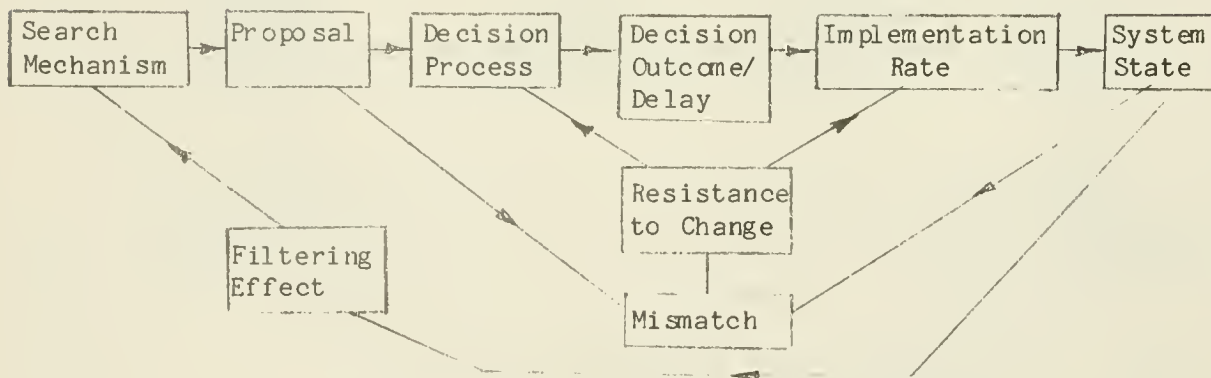 Search
Mechanism
Proposal
Decision
Process
Decision
Outcome/
Delay
Implementation
Rate
System
State
Resistance
to Change
Filtering
Effect
Mismatch